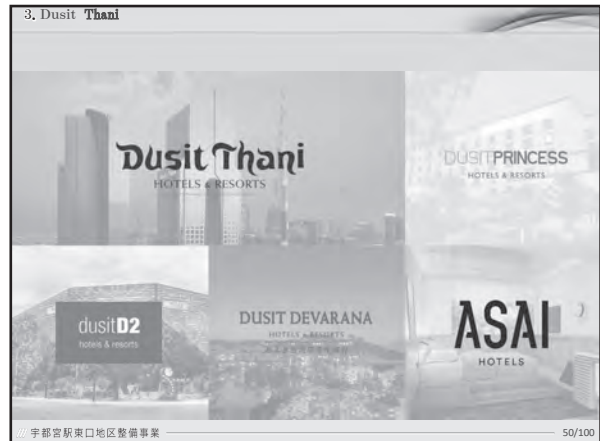 3. Dusit Thani
Dusit Thani
HOTELS & RESORTS
DUSITPRINCESS
HOTELS & RESORTS
dusitD2
hotels & resorts
DUSIT DEVARANA
HOTELS & RESORTS
ASAI
HOTELS
宇都宮駅東口地区整備事業
50/100